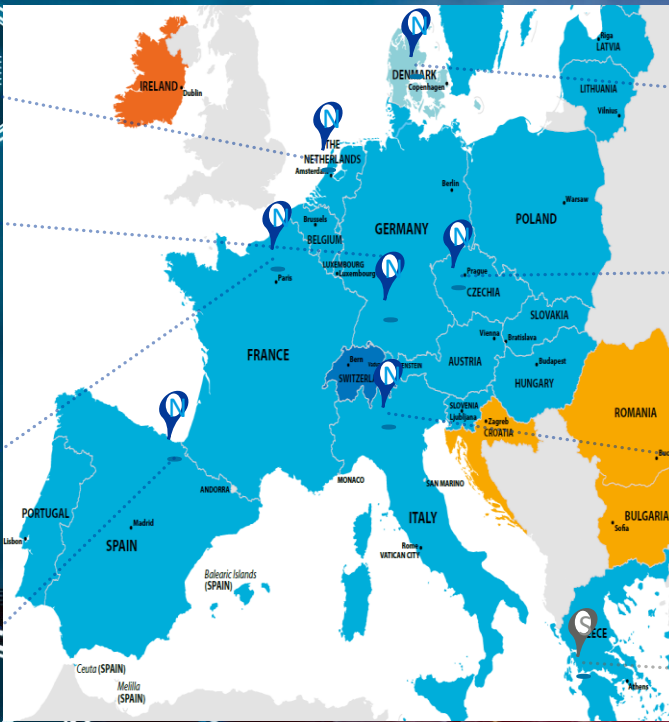 N
Riga
LATVIA
DENMARK
Copenhagen
IRELAND
Dublin
LITHUANIA
Vilnius
N
THE
NETHERLANDS
Berlin
Warsaw
N
Brussels
BELGIUM
GERMANY
POLAND
N
LUXEMBOURG
Luxembourg
N
Prague
CZECHIA
Paris
SLOVAKIA
Vienna
Bratislava
FRANCE
Bern
AUSTRIA
Budapest
N
HUNGARY
N
SLOVENIA
Ljubljana
Zagreb
CROATIA
ROMANIA
MONACO
SAN MARINO
ANDORRA
PORTUGAL
Madrid
Lisbon
SPAIN
ITALY
BULGARIA
Sofia
Rome
VATICAN CITY
Balearic Islands
(SPAIN)
S
Ceuta (SPAIN)
Melilla
(SPAIN)
Athens